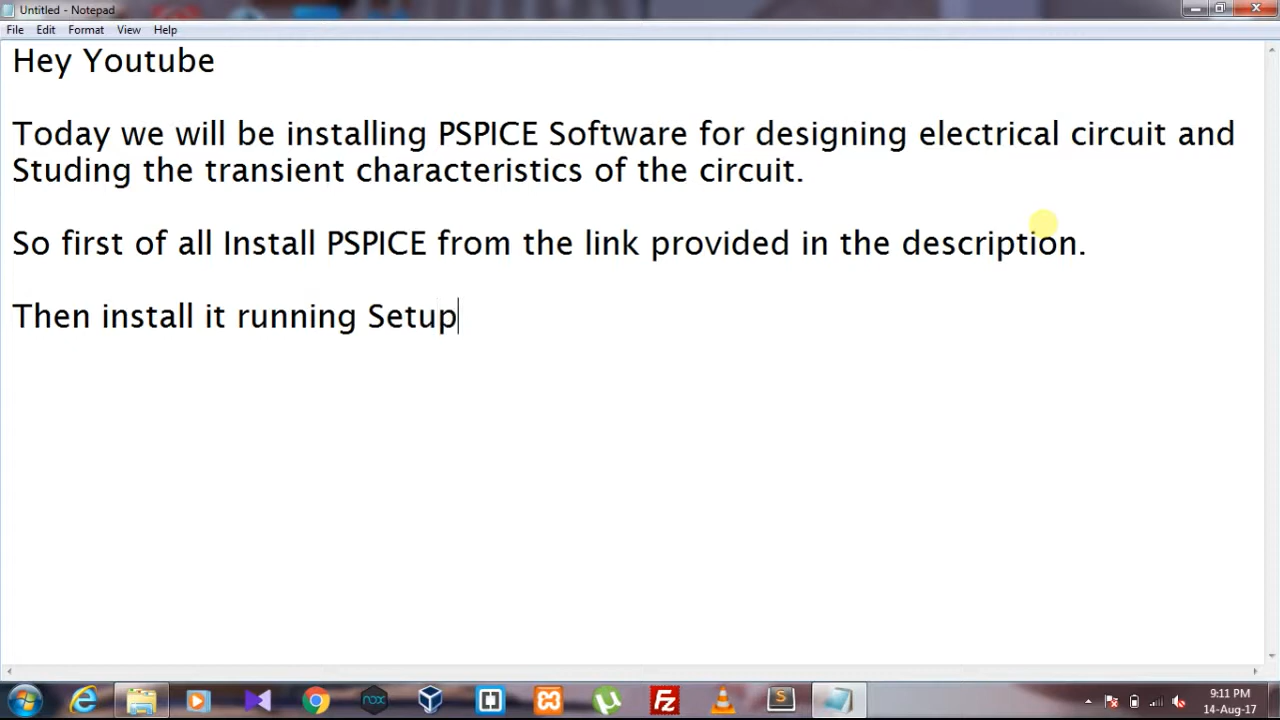 Untitled - Notepad
File Edit Format View Help
Hey Youtube
Today we will be installing PSPICE Software for designing electrical circuit and
Studing the transient characteristics of the circuit.
So first of all Install PSPICE from the link provided in the description.
Then install it running Setup
nox
S
Fz
9:11 PM
14-Aug-17